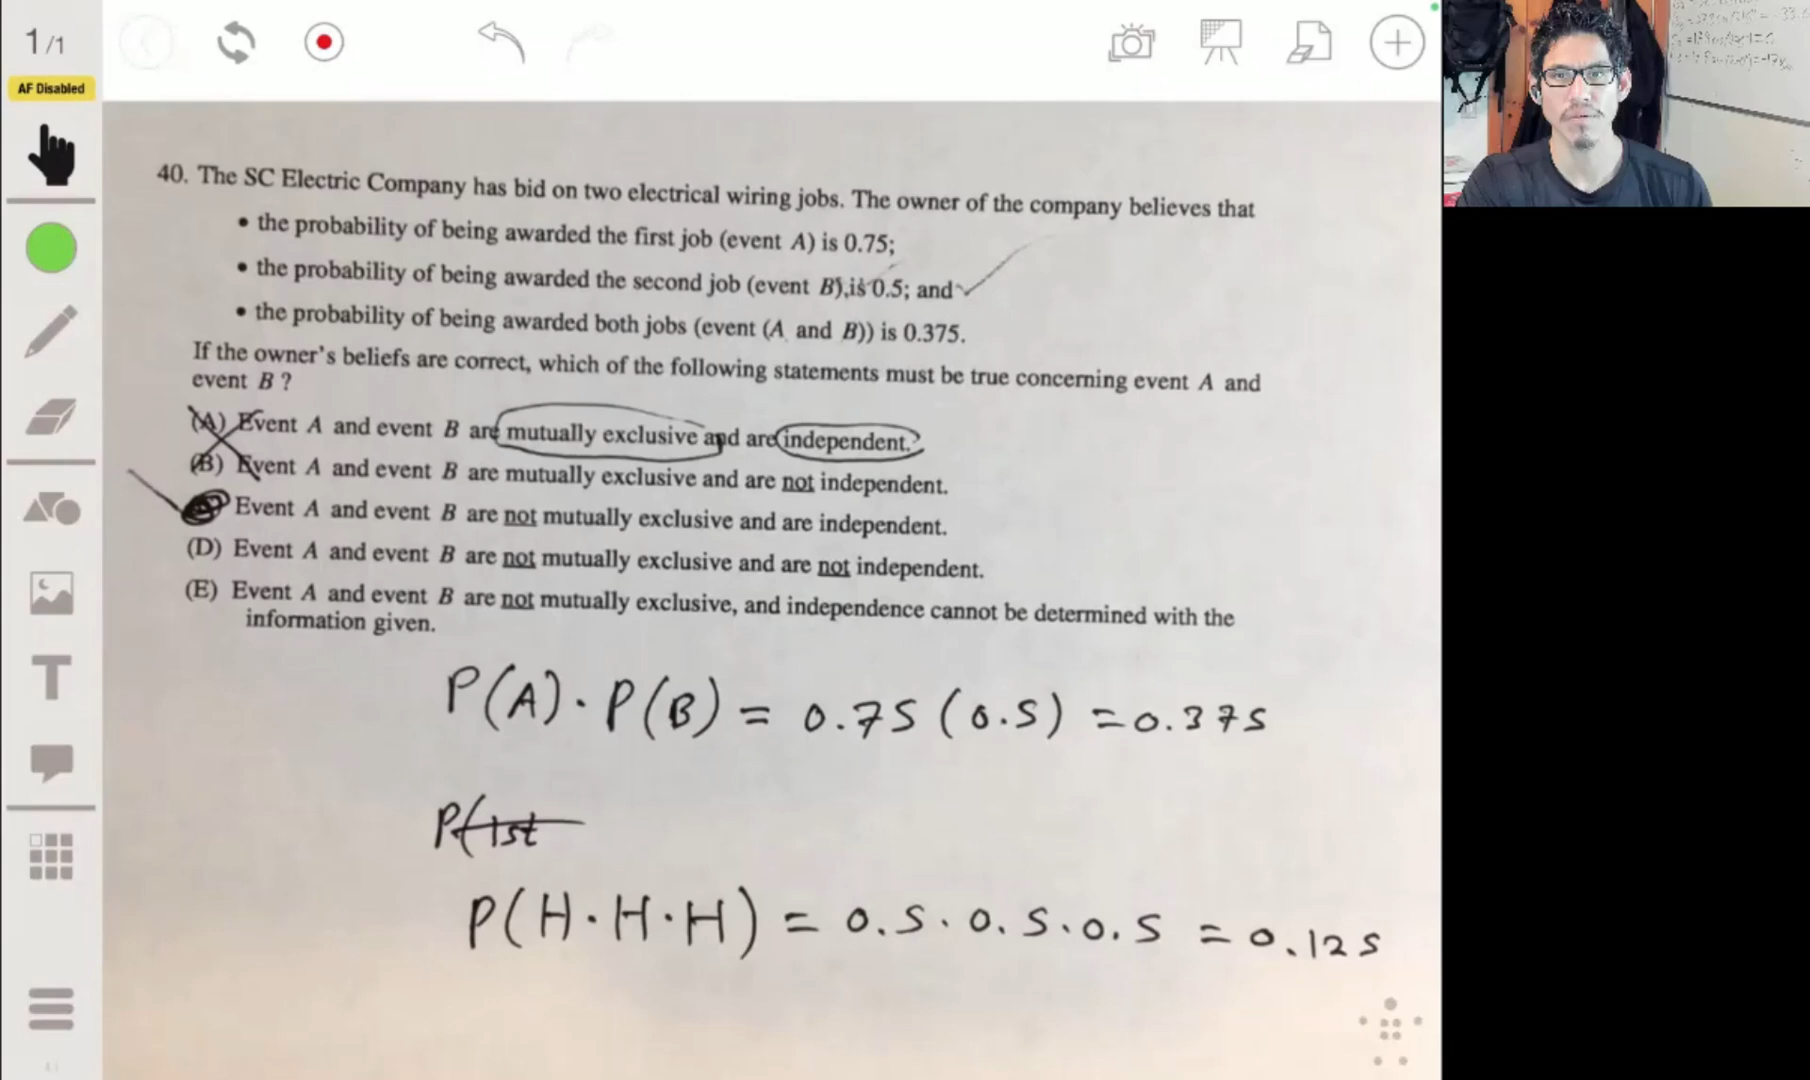 1/1
AF Disabled
40. The SC Electric Company has bid on two electrical wiring jobs. The owner of the company believes that
• the probability of being awarded the first job (event A) is 0.75;
• the probability of being awarded the second job (event B) is 0.5; and
• the probability of being awarded both jobs (event (A and B)) is 0.375.
If the owner's beliefs are correct, which of the following statements must be true concerning event A and
event B ?
(A) Event A and event B are mutually exclusive and are independent.
(B) Event A and event B are mutually exclusive and are not independent.
Event A and event B are not mutually exclusive and are independent.
(D) Event A and event B are not mutually exclusive and are not independent.
(E) Event A and event B are not mutually exclusive, and independence cannot be determined with the
information given.
P(A) · P(B) = 0.75 (0.5) = 0.375
P(1st
P(H · H · H) = 0.5 · 0.5 · 0.5 = 0.125
T